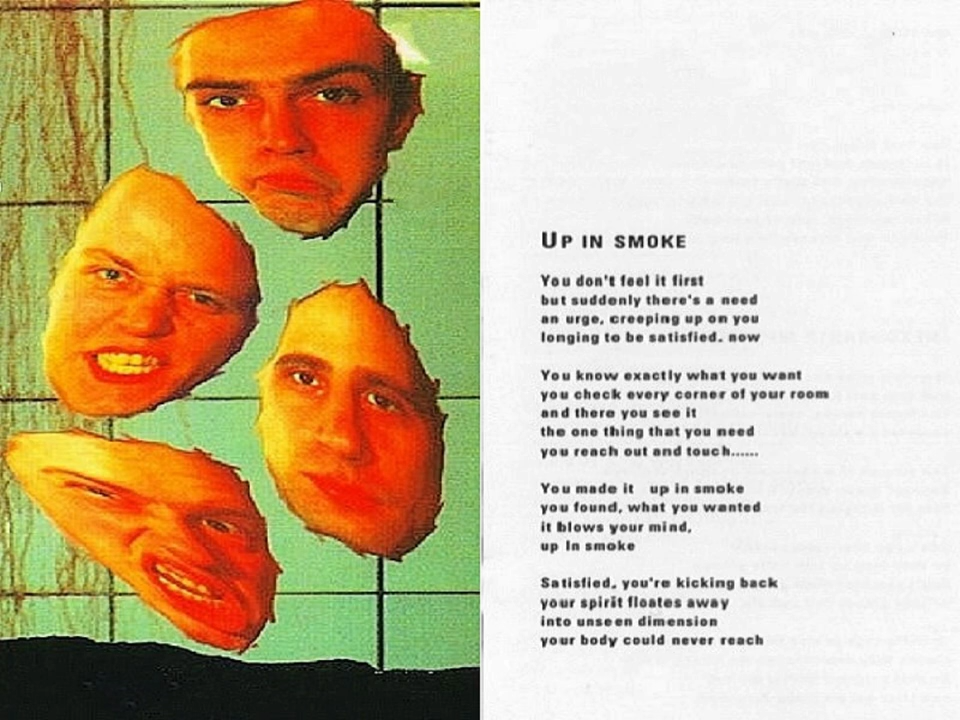 UP IN SMOKE
You don't feel it first
but suddenly there's a need
an urge, creeping up on you
longing to be satisfied. now
You know exactly what you want
you check every corner of your room
and there you see it
the one thing that you need
you reach out and touch......
You made it up in smoke
you found, what you wanted
it blows your mind,
up In smoke
Satisfied, you're kicking back
your spirit floates away
into unseen dimension
your body could never reach